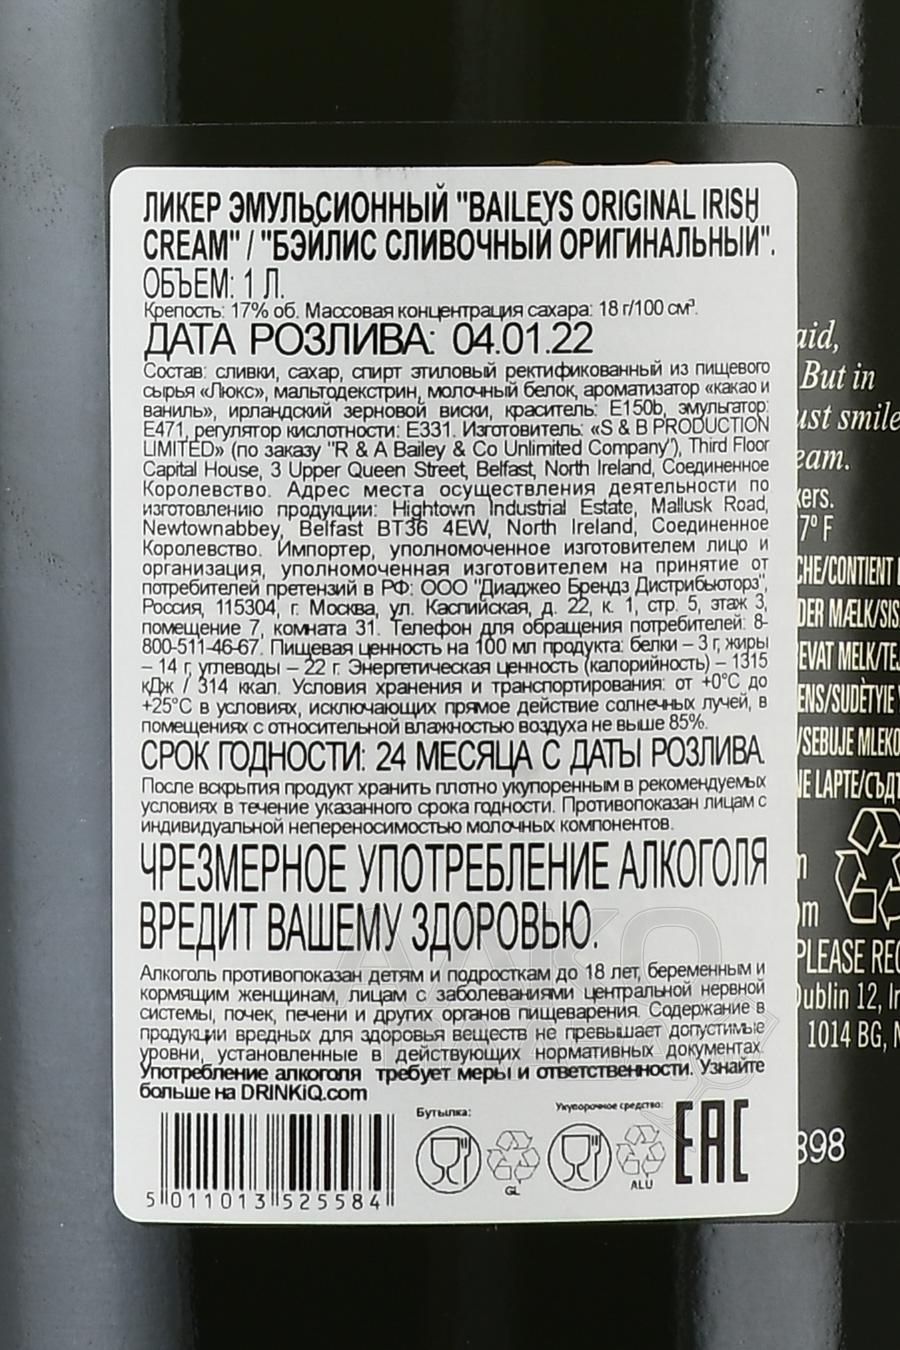 ЛИКЕР ЭМУЛЬСИОННЫЙ "BAILEYS ORIGINAL IRISH
CREAM" / "БЭЙЛИС СЛИВОЧНЫЙ ОРИГИНАЛЬНЫЙ".
ОБЪЕМ: 1 Л.
Крепость: 17% об. Массовая концентрация сахара: 18 г/100 см³.
ДАТА РОЗЛИВА: 04.01.22
Состав: сливки, сахар, спирт этиловый ректификованный из пищевого
сырья «Люкс», мальтодекстрин, молочный белок, ароматизатор «какао и
ваниль», ирландский зерновой виски, краситель: E150b, эмульгатор:
E471, регулятор кислотности: E331. Изготовитель: «S & B PRODUCTION
LIMITED» (по заказу "R & A Bailey & Co Unlimited Company"), Third Floor
Capital House, 3 Upper Queen Street, Belfast, North Ireland, Соединенное
Королевство. Адрес места осуществления деятельности по
изготовлению продукции: Hightown Industrial Estate, Mallusk Road,
Newtownabbey, Belfast BT36 4EW, North Ireland, Соединенное
Королевство. Импортер, уполномоченное изготовителем лицо и
организация, уполномоченная изготовителем на принятие от
потребителей претензий в РФ: ООО "Диаджео Брендз Дистрибьюторз",
Россия, 115304, г. Москва, ул. Каспийская, д. 22, к. 1, стр. 5, этаж 3,
помещение 7, комната 31. Телефон для обращения потребителей: 8-
800-511-46-67. Пищевая ценность на 100 мл продукта: белки – 3 г, жиры
– 14 г, углеводы – 22 г. Энергетическая ценность (калорийность) – 1315
кДж / 314 ккал. Условия хранения и транспортирования: от +0°C до
+25°C в условиях, исключающих прямое действие солнечных лучей, в
помещениях с относительной влажностью воздуха не выше 85%.
СРОК ГОДНОСТИ: 24 МЕСЯЦА С ДАТЫ РОЗЛИВА.
После вскрытия продукт хранить плотно укупоренным в рекомендуемых
условиях в течение указанного срока годности. Противопоказан лицам с
индивидуальной непереносимостью молочных компонентов.
ЧРЕЗМЕРНОЕ УПОТРЕБЛЕНИЕ АЛКОГОЛЯ
ВРЕДИТ ВАШЕМУ ЗДОРОВЬЮ.
Алкоголь противопоказан детям и подросткам до 18 лет, беременным и
кормящим женщинам, лицам с заболеваниями центральной нервной
системы, почек, печени и других органов пищеварения. Содержание в
продукции вредных для здоровья веществ не превышает допустимые
уровни, установленные в действующих нормативных документах.
Употребление алкоголя требует меры и ответственности. Узнайте
больше на DRINKiQ.com
Бутылка: Укупорочное средство:
GL ALU EAC
5 011013 525584
But in
ust smile
7° F
CHE/CONTIENT
MÆLK/SIS
MELK/TE
/SUDĖTYJE
/SEBUJE MLEKO
LAPTE/СЪД
PLEASE REC
Dublin 12, Ir
1014 BG, N
898